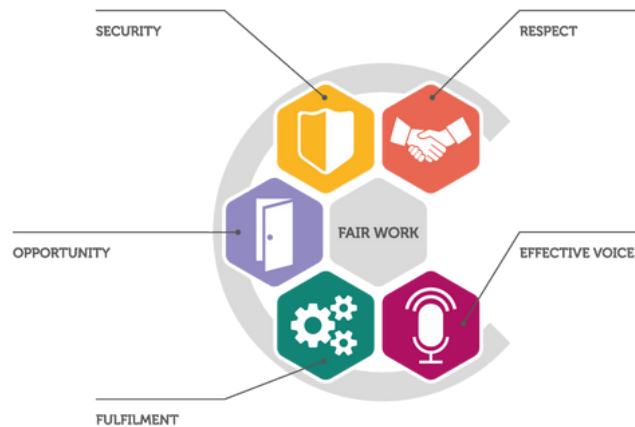 SECURITY
RESPECT
FAIR WORK
OPPORTUNITY
EFFECTIVE VOICE
FULFILMENT